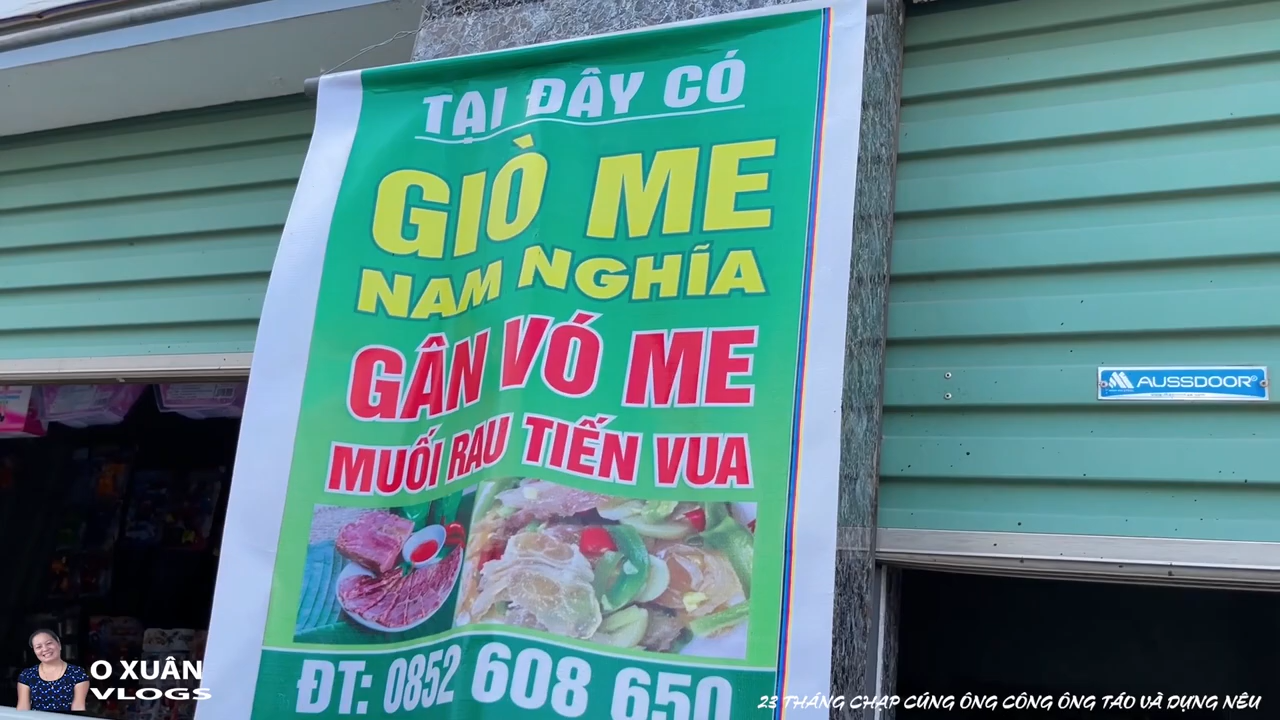 TẠI ĐÂY CÓ
GIÒ ME
NAM NGHĨA
GÂN VÓ ME
MUỐI RAU TIẾN VUA
ĐT: 0852 608 650
AUSSDOOR
O XUÂN
VLOGS
23 THÁNG CHẠP CÚNG ÔNG CÔNG ÔNG TÁO VÀ DỰNG NÊU